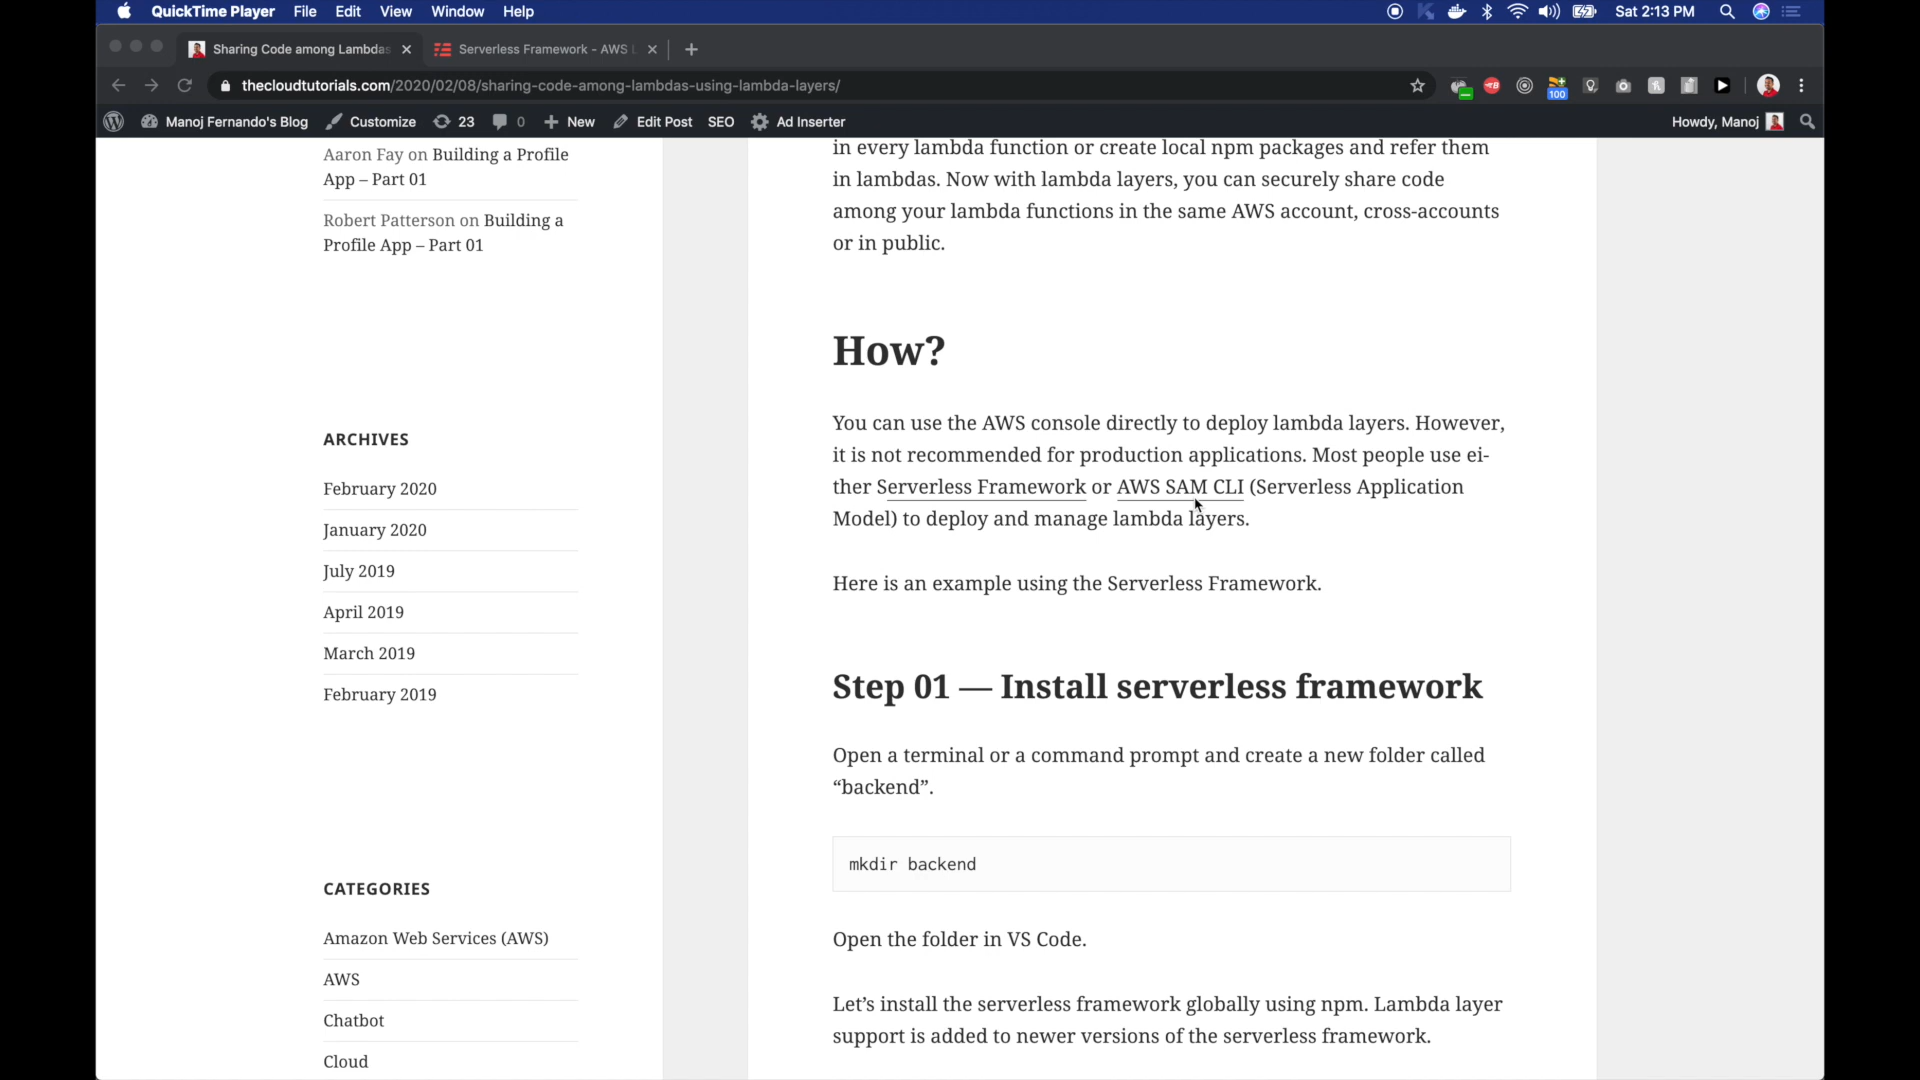 QuickTime Player File Edit View Window Help Sat 2:13 PM
Sharing Code among Lambdas Serverless Framework - AWS L
thecloudtutorials.com/2020/02/08/sharing-code-among-lambdas-using-lambda-layers/
100
Manoj Fernando's Blog Customize 23 0 New Edit Post SEO Ad Inserter Howdy, Manoj
Aaron Fay on Building a Profile
App – Part 01
Robert Patterson on Building a
Profile App – Part 01
ARCHIVES
February 2020
January 2020
July 2019
April 2019
March 2019
February 2019
CATEGORIES
Amazon Web Services (AWS)
AWS
Chatbot
Cloud
in every lambda function or create local npm packages and refer them
in lambdas. Now with lambda layers, you can securely share code
among your lambda functions in the same AWS account, cross-accounts
or in public.
How?
You can use the AWS console directly to deploy lambda layers. However,
it is not recommended for production applications. Most people use ei-
ther Serverless Framework or AWS SAM CLI (Serverless Application
Model) to deploy and manage lambda layers.
Here is an example using the Serverless Framework.
Step 01 — Install serverless framework
Open a terminal or a command prompt and create a new folder called
“backend”.
mkdir backend
Open the folder in VS Code.
Let’s install the serverless framework globally using npm. Lambda layer
support is added to newer versions of the serverless framework.